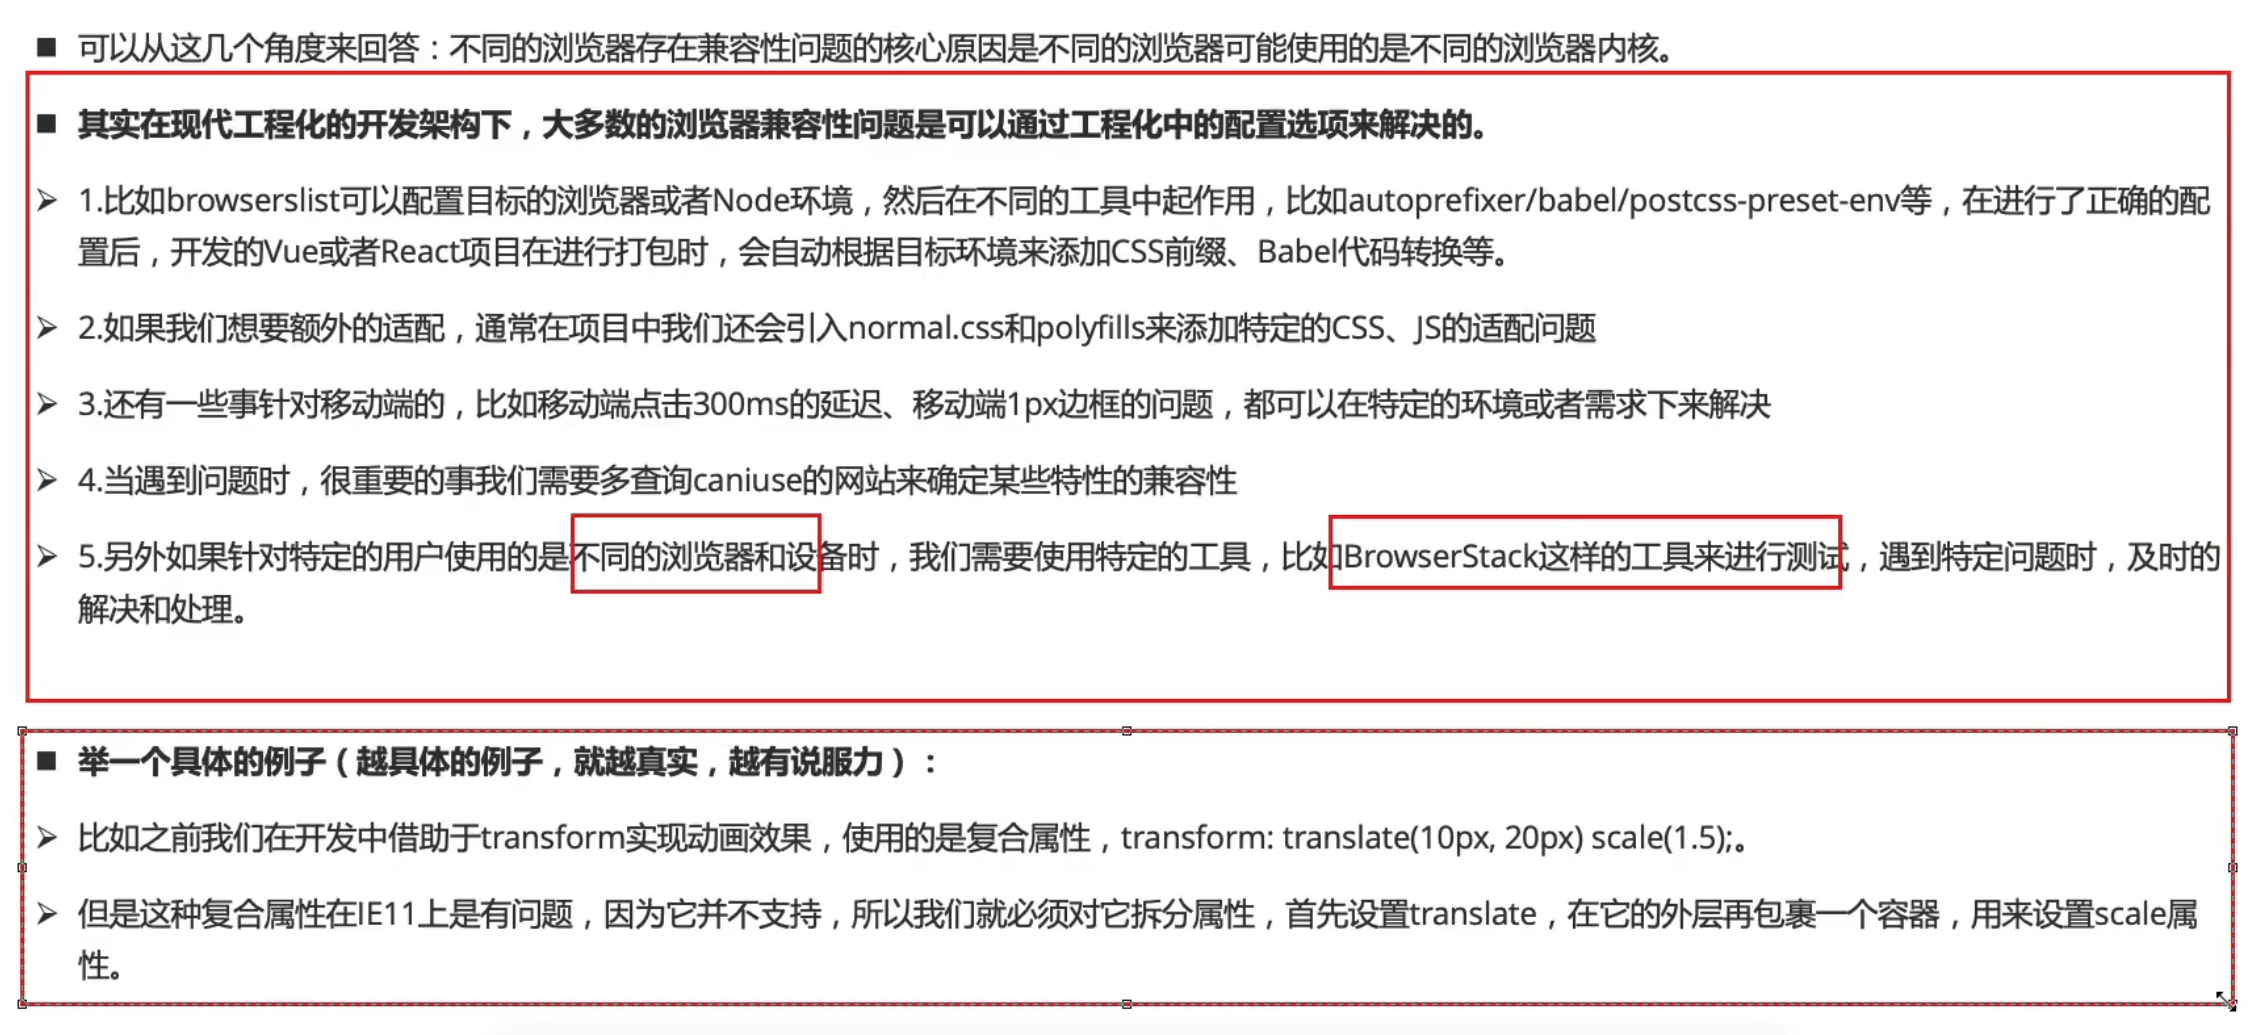 ■ 可以从这几个角度来回答：不同的浏览器存在兼容性问题的核心原因是不同的浏览器可能使用的是不同的浏览器内核。
■ 其实在现代工程化的开发架构下，大多数的浏览器兼容性问题是可以通过工程化中的配置选项来解决的。
➢ 1.比如browserslist可以配置目标的浏览器或者Node环境，然后在不同的工具中起作用，比如autoprefixer/babel/postcss-preset-env等，在进行了正确的配
置后，开发的Vue或者React项目在进行打包时，会自动根据目标环境来添加CSS前缀、Babel代码转换等。
➢ 2.如果我们想要额外的适配，通常在项目中我们还会引入normal.css和polyfills来添加特定的CSS、JS的适配问题
➢ 3.还有一些事针对移动端的，比如移动端点击300ms的延迟、移动端1px边框的问题，都可以在特定的环境或者需求下来解决
➢ 4.当遇到问题时，很重要的事我们需要多查询caniuse的网站来确定某些特性的兼容性
➢ 5.另外如果针对特定的用户使用的是不同的浏览器和设备时，我们需要使用特定的工具，比如BrowserStack这样的工具来进行测试，遇到特定问题时，及时的
解决和处理。
■ 举一个具体的例子（越具体的例子，就越真实，越有说服力）：
➢ 比如之前我们在开发中借助于transform实现动画效果，使用的是复合属性，transform: translate(10px, 20px) scale(1.5);。
➢ 但是这种复合属性在IE11上是有问题，因为它并不支持，所以我们就必须对它拆分属性，首先设置translate，在它的外层再包裹一个容器，用来设置scale属
性。